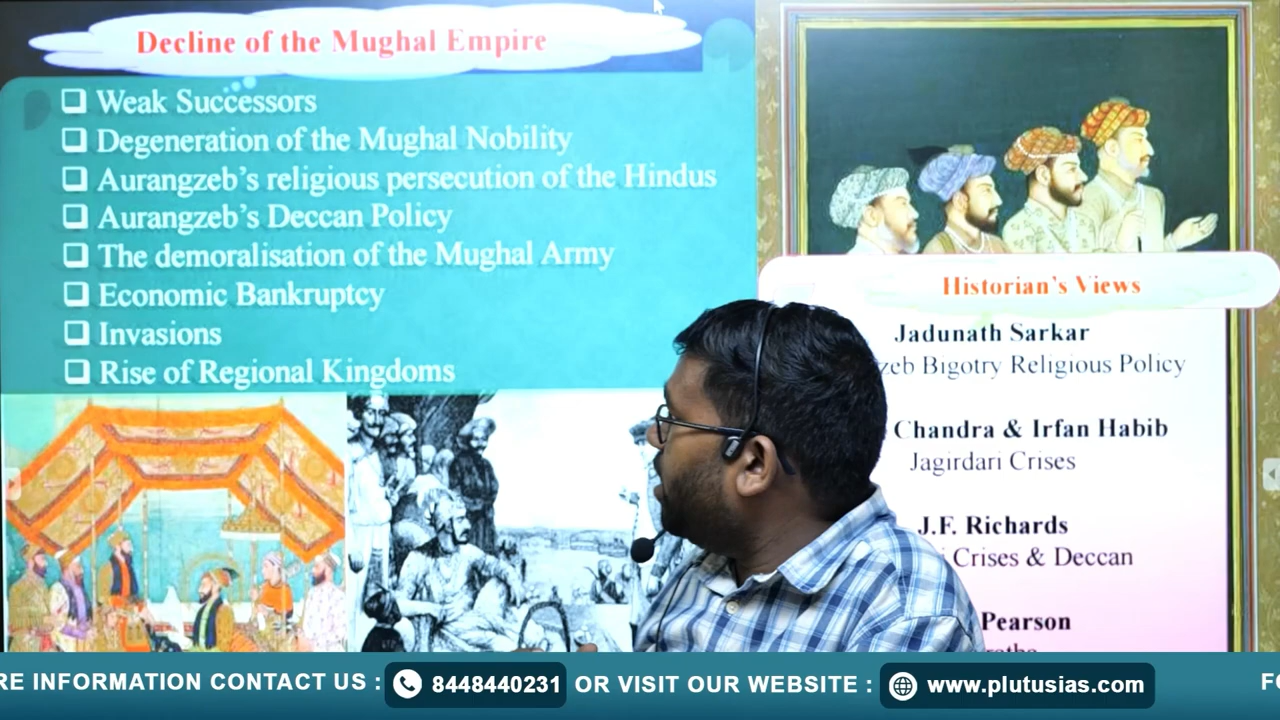 Decline of the Mughal Empire
Weak Successors
Degeneration of the Mughal Nobility
Aurangzeb’s religious persecution of the Hindus
Aurangzeb’s Deccan Policy
The demoralisation of the Mughal Army
Economic Bankruptcy
Invasions
Rise of Regional Kingdoms
Historian’s Views
Jadunath Sarkar
Bigotry Religious Policy
Chandra & Irfan Habib
Jagirdari Crises
J.F. Richards
Crises & Deccan
Pearson
INFORMATION CONTACT US : 8448440231 OR VISIT OUR WEBSITE : www.plutusias.com